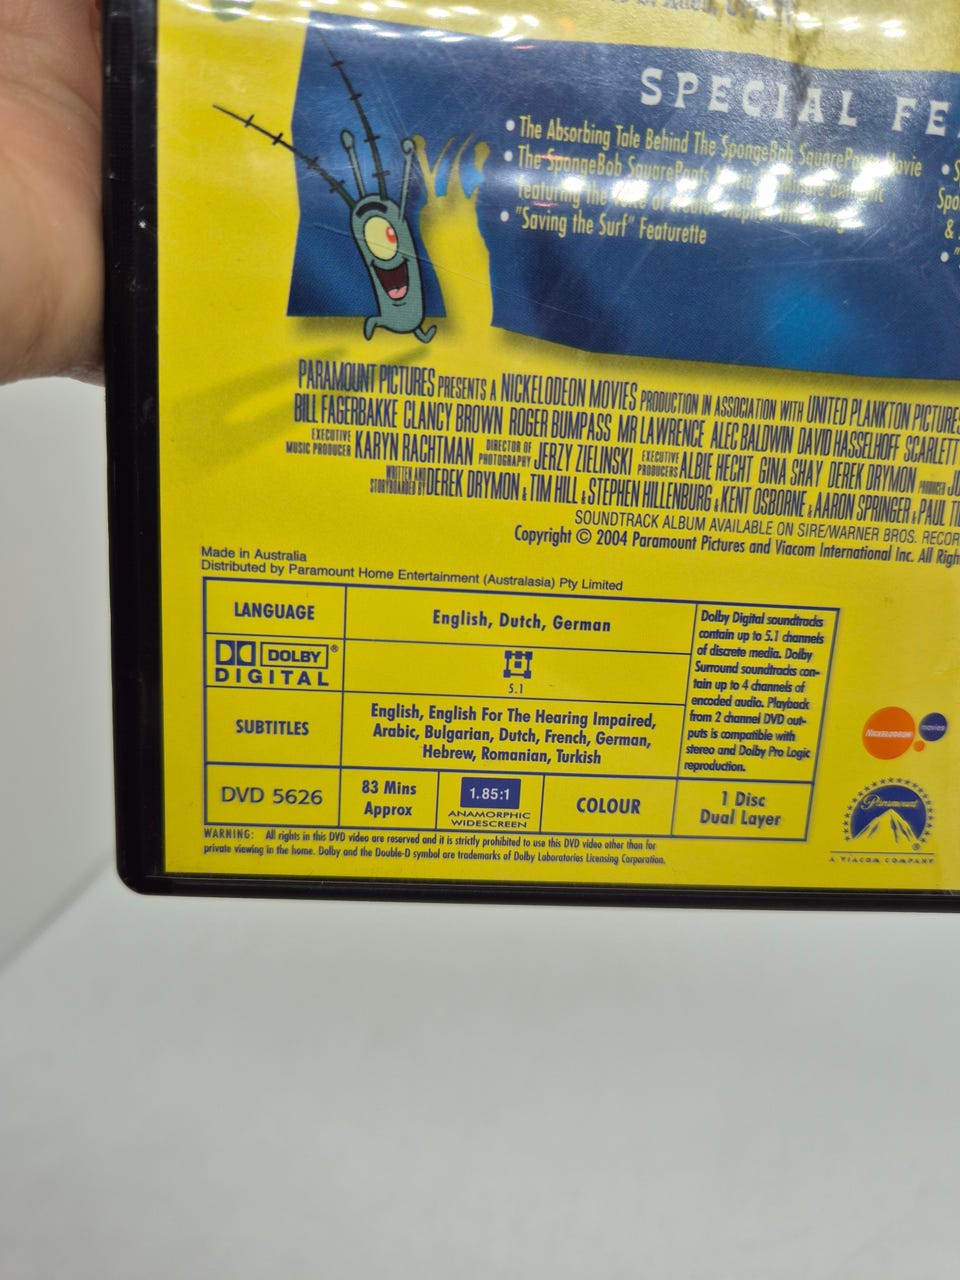 SPECIAL FE
• The Absorbing Tale Behind The SpongeBob SquarePants Movie
• The SpongeBob SquarePants Movie
featuring the Voice of
• "Saving the Surf" Featurette
• S
Spo
&
• "
PARAMOUNT PICTURES PRESENTS A NICKELODEON MOVIES PRODUCTION IN ASSOCIATION WITH UNITED PLANKTON PICTURES
BILL FAGERBAKKE CLANCY BROWN ROGER BUMPASS MR LAWRENCE ALEC BALDWIN DAVID HASSELHOFF SCARLETT
EXECUTIVE MUSIC PRODUCER KARYN RACHTMAN DIRECTOR OF PHOTOGRAPHY JERZY ZIELINSKI EXECUTIVE PRODUCERS ALBIE HECHT GINA SHAY DEREK DRYMON PRODUCED JU
WRITTEN AND STORYBOARDED BY DEREK DRYMON & TIM HILL & STEPHEN HILLENBURG & KENT OSBORNE & AARON SPRINGER & PAUL TI
SOUNDTRACK ALBUM AVAILABLE ON SIRE/WARNER BROS. RECOR
Copyright © 2004 Paramount Pictures and Viacom International Inc. All Righ
Made in Australia
Distributed by Paramount Home Entertainment (Australasia) Pty Limited
LANGUAGE
English, Dutch, German
DOLBY®
DIGITAL
5.1
SUBTITLES
English, English For The Hearing Impaired,
Arabic, Bulgarian, Dutch, French, German,
Hebrew, Romanian, Turkish
Dolby Digital soundtracks
contain up to 5.1 channels
of discrete media. Dolby
Surround soundtracks con-
tain up to 4 channels of
encoded audio. Playback
from 2 channel DVD out-
puts is compatible with
stereo and Dolby Pro Logic
reproduction.
DVD 5626
83 Mins
Approx
1.85:1
ANAMORPHIC
WIDESCREEN
COLOUR
1 Disc
Dual Layer
NICKELODEON
movies
Paramount
®
A VIACOM COMPANY
WARNING: All rights in this DVD video are reserved and it is strictly prohibited to use this DVD video other than for
private viewing in the home. Dolby and the Double-D symbol are trademarks of Dolby Laboratories Licensing Corporation.